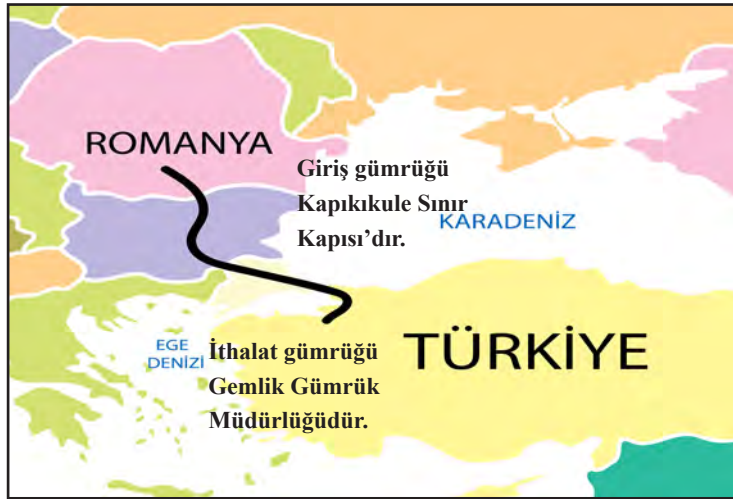 ROMANYA
Giriş gümrüğü
Kapıkıkule Sınır
Kapısı’dır.
KARADENİZ
EGE
DENİZİ
İthalat gümrüğü
Gemlik Gümrük
Müdürlüğüdür.
TÜRKİYE